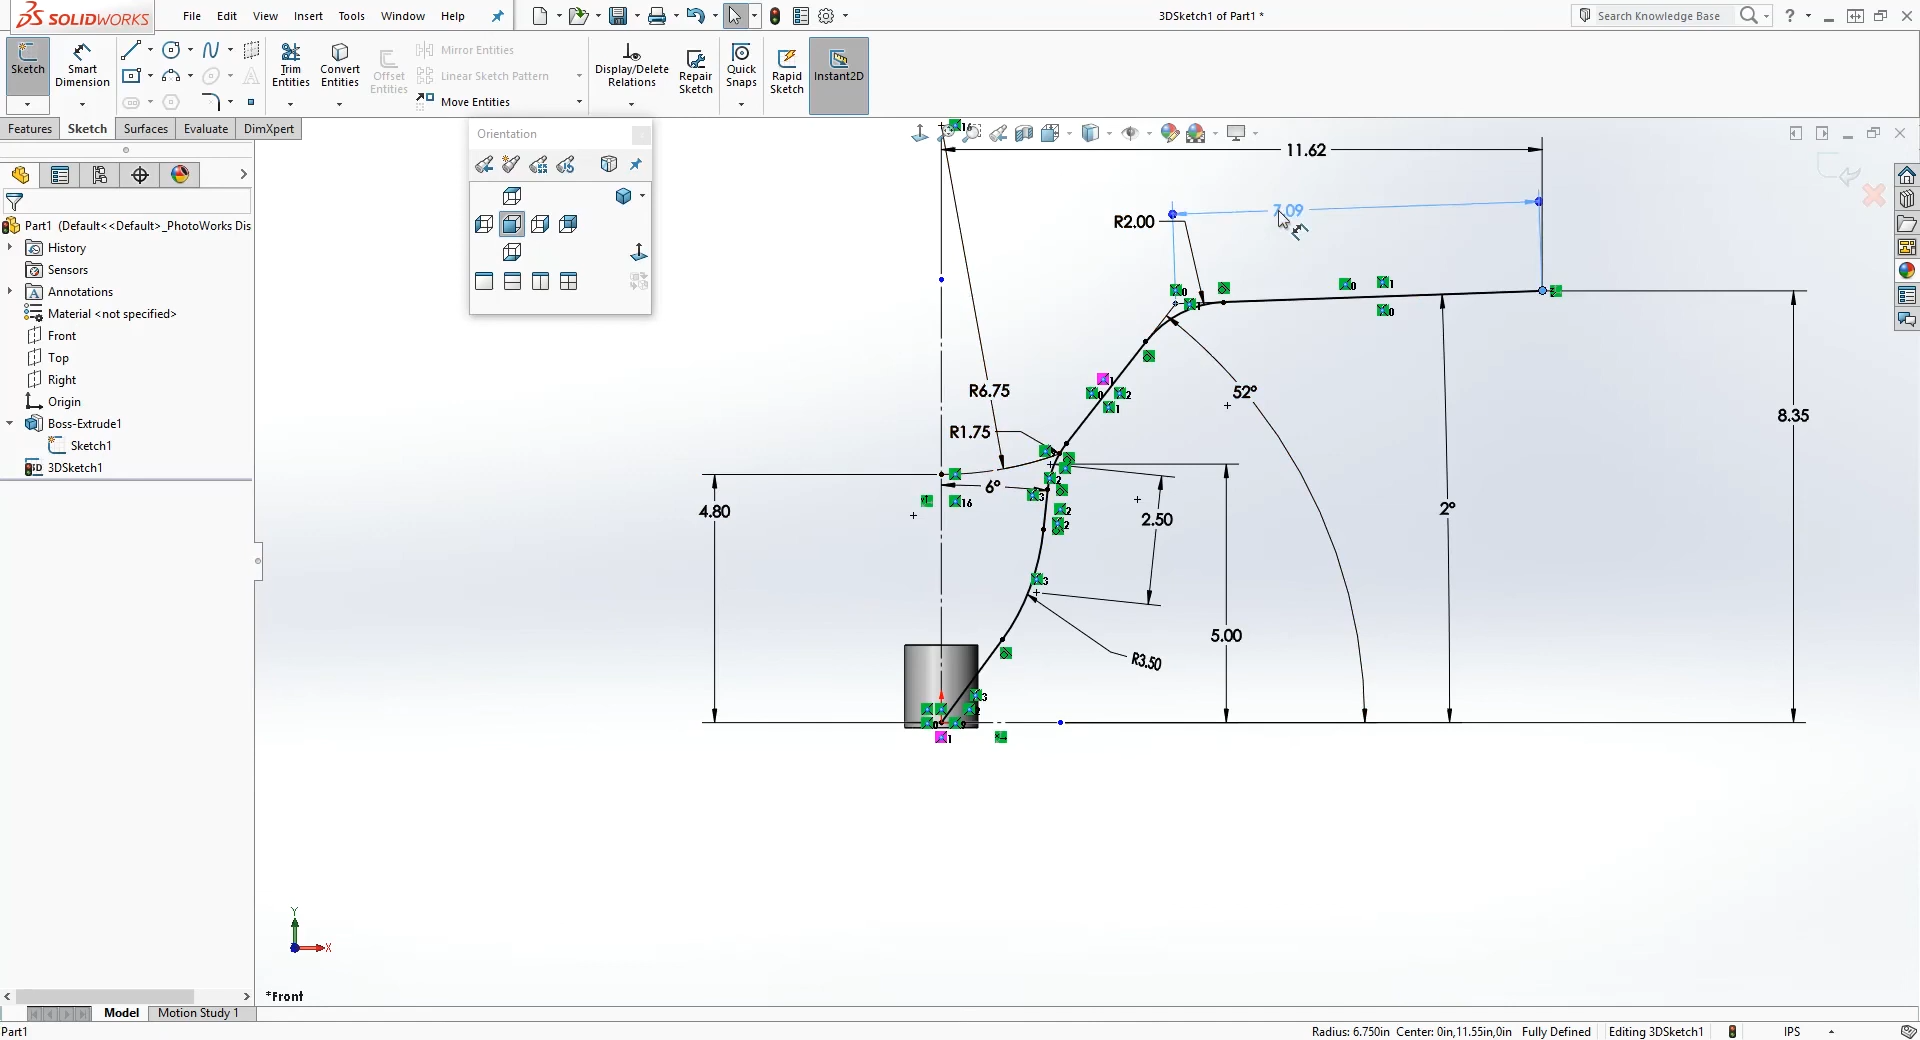 SOLIDWORKS
File Edit View Insert Tools Window Help
3DSketch1 of Part1 *
Search Knowledge Base
Sketch
Smart Dimension
Trim Entities
Convert Entities
Offset Entities
Mirror Entities
Linear Sketch Pattern
Move Entities
Display/Delete Relations
Repair Sketch
Quick Snaps
Rapid Sketch
Instant2D
Features Sketch Surfaces Evaluate DimXpert
Orientation
Part1 (Default<<Default>_PhotoWorks Dis
History
Sensors
Annotations
Material <not specified>
Front
Top
Right
Origin
Boss-Extrude1
Sketch1
3DSketch1
16
11.62
7.09
R2.00
R6.75
52°
R1.75
8.35
6°
16
4.80
2.50
2°
5.00
R3.50
Y
X
*Front
Model Motion Study 1
Part1
Radius: 6.750in Center: 0in,11.55in,0in Fully Defined Editing 3DSketch1 IPS